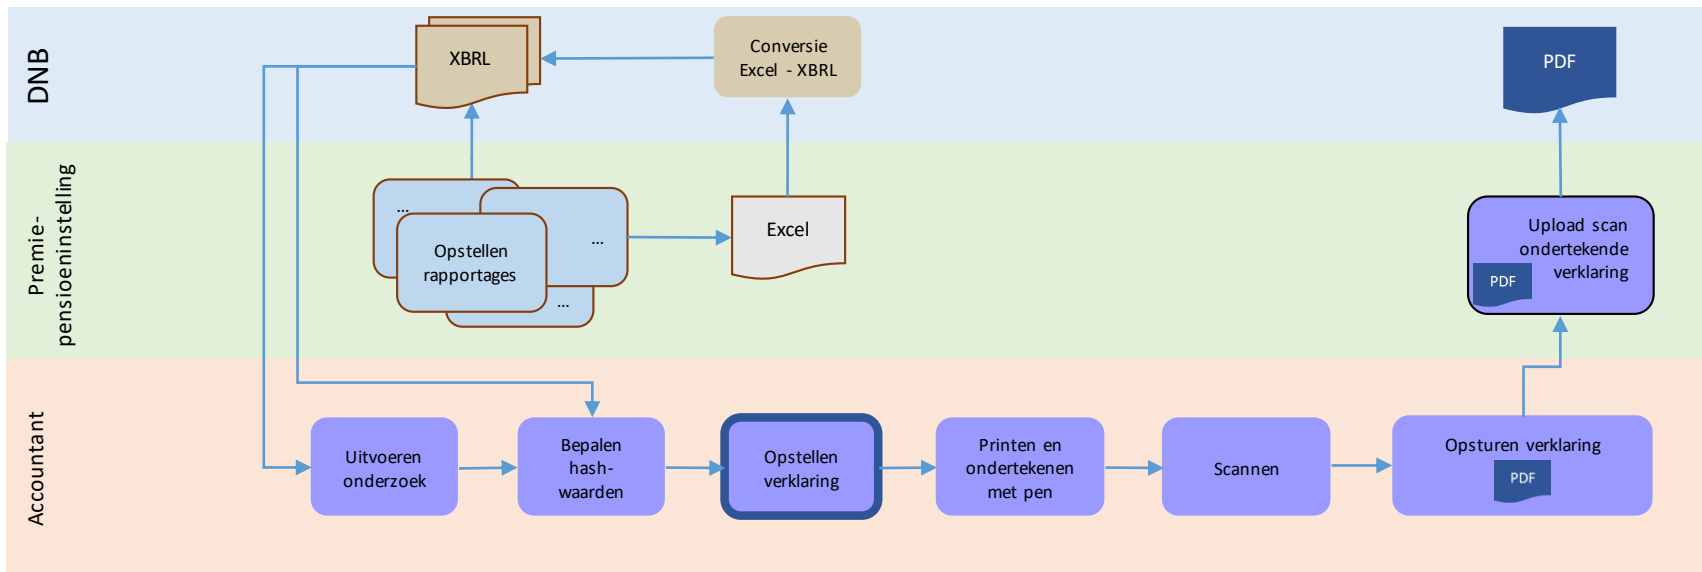 DNB
XBRL
Conversie
Excel - XBRL
PDF
Premie-
pensioeninstelling
...
...
Opstellen
rapportages
...
Excel
Upload scan
ondertekende
verklaring
PDF
Accountant
Uitvoeren
onderzoek
Bepalen
hash-
waarden
Opstellen
verklaring
Printen en
ondertekenen
met pen
Scannen
Opsturen verklaring
PDF